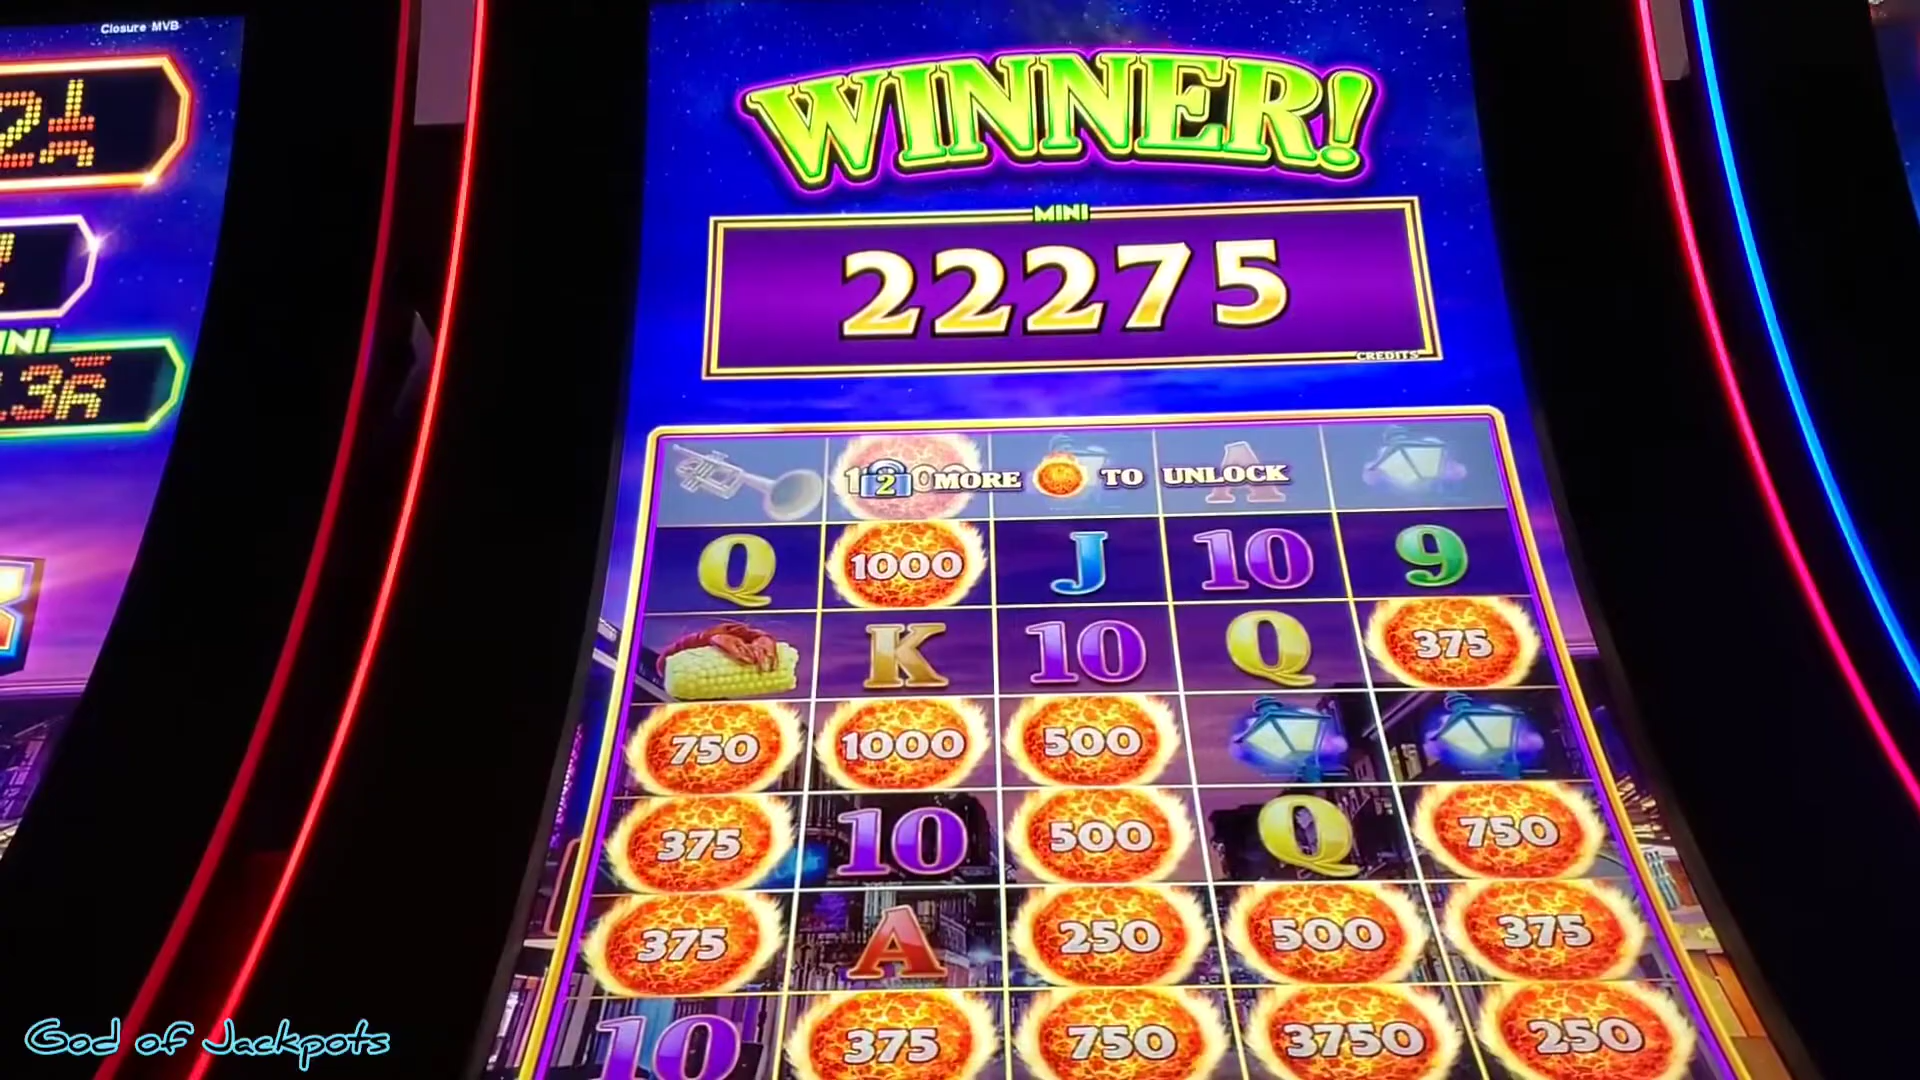 Closure MVB
WINNER!
MINI
22275
CREDITS
2 MORE TO UNLOCK
A
Q 1000 J 10 9
K 10 Q 375
750 1000 500
375 10 500 Q 750
375 A 250 500 375
10 375 750 3750 250
God of Jackpots